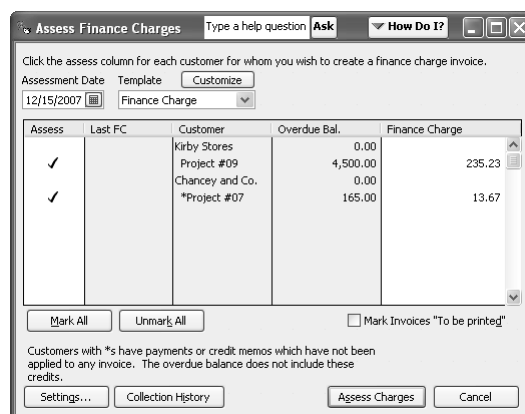 Assess Finance Charges Type a help question Ask How Do I?
Click the assess column for each customer for whom you wish to create a finance charge invoice.
Assessment Date Template Customize
12/15/2007 Finance Charge
Assess Last FC Customer Overdue Bal. Finance Charge
Kirby Stores 0.00
Project #09 4,500.00 235.23
Chancey and Co. 0.00
*Project #07 165.00 13.67
Mark All Unmark All Mark Invoices "To be printed"
Customers with *s have payments or credit memos which have not been
applied to any invoice. The overdue balance does not include these
credits.
Settings... Collection History Assess Charges Cancel